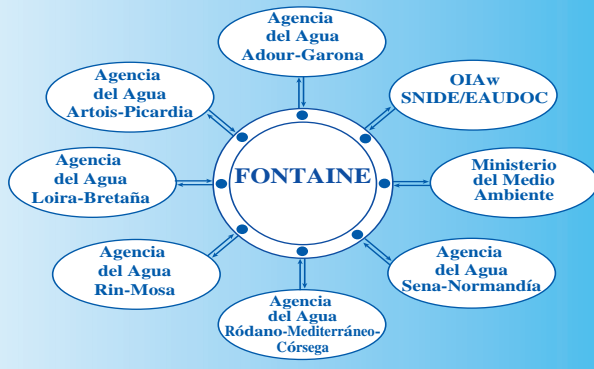 Agencia
del Agua
Adour-Garona
OIAw
SNIDE/EAUDOC
Agencia
del Agua
Artois-Picardia
FONTAINE
Ministerio
del Medio
Ambiente
Agencia
del Agua
Loira-Bretaña
Agencia
del Agua
Rin-Mosa
Agencia
del Agua
Sena-Normandía
Agencia
del Agua
Ródano-Mediterráneo-
Córsega